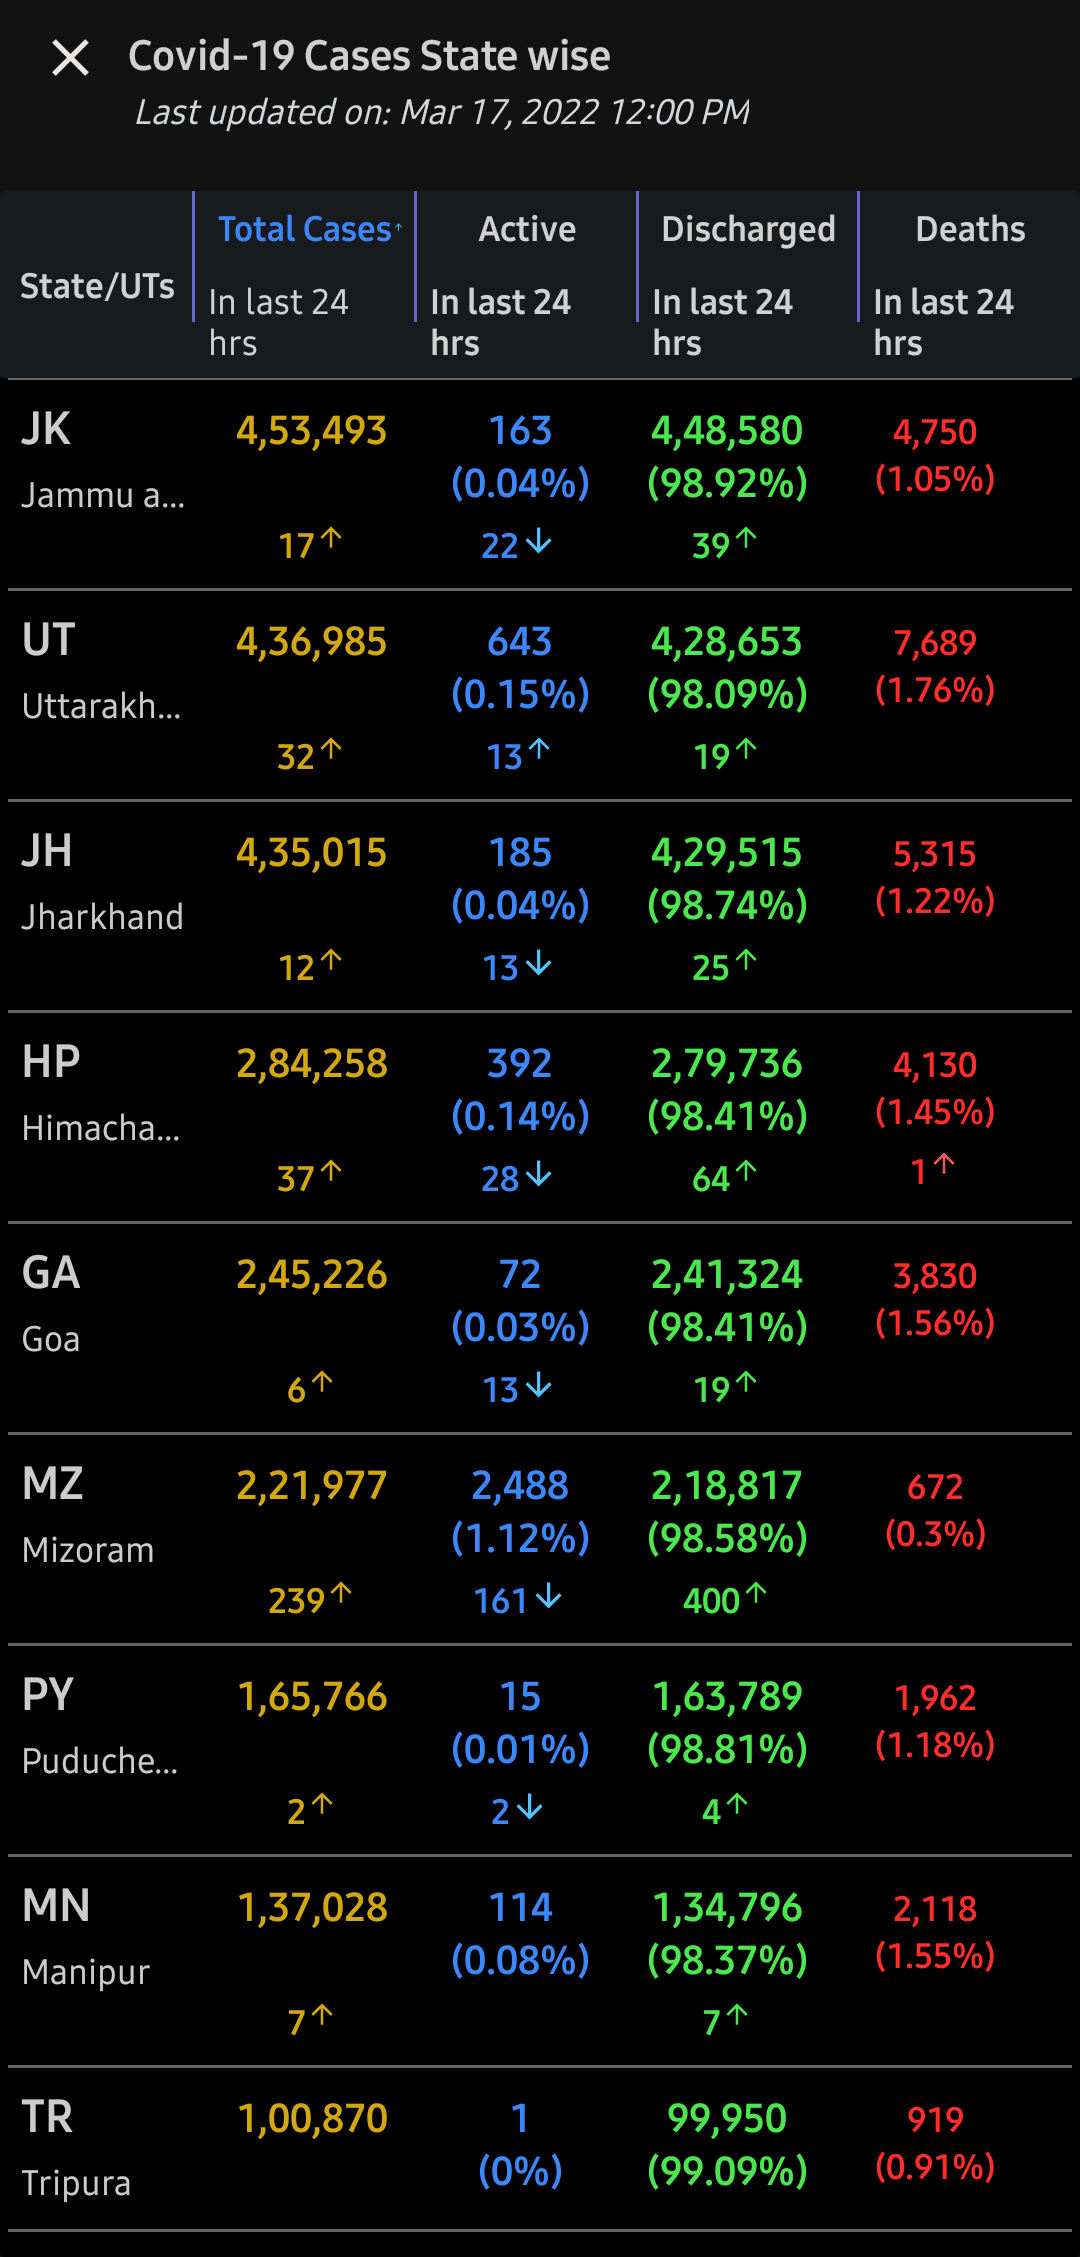 Covid-19 Cases State wise
Last updated on: Mar 17, 2022 12:00 PM
State/UTs
Total Cases↑ Active Discharged Deaths
In last 24 hrs In last 24 hrs In last 24 hrs In last 24 hrs
JK 4,53,493 163 4,48,580 4,750
(0.04%) (98.92%) (1.05%)
Jammu a...
17↑ 22↓ 39↑
UT 4,36,985 643 4,28,653 7,689
(0.15%) (98.09%) (1.76%)
Uttarakh...
32↑ 13↑ 19↑
JH 4,35,015 185 4,29,515 5,315
(0.04%) (98.74%) (1.22%)
Jharkhand
12↑ 13↓ 25↑
HP 2,84,258 392 2,79,736 4,130
(0.14%) (98.41%) (1.45%)
Himacha...
37↑ 28↓ 64↑ 1↑
GA 2,45,226 72 2,41,324 3,830
(0.03%) (98.41%) (1.56%)
Goa
6↑ 13↓ 19↑
MZ 2,21,977 2,488 2,18,817 672
(1.12%) (98.58%) (0.3%)
Mizoram
239↑ 161↓ 400↑
PY 1,65,766 15 1,63,789 1,962
(0.01%) (98.81%) (1.18%)
Puduche...
2↑ 2↓ 4↑
MN 1,37,028 114 1,34,796 2,118
(0.08%) (98.37%) (1.55%)
Manipur
7↑ 7↑
TR 1,00,870 1 99,950 919
(0%) (99.09%) (0.91%)
Tripura